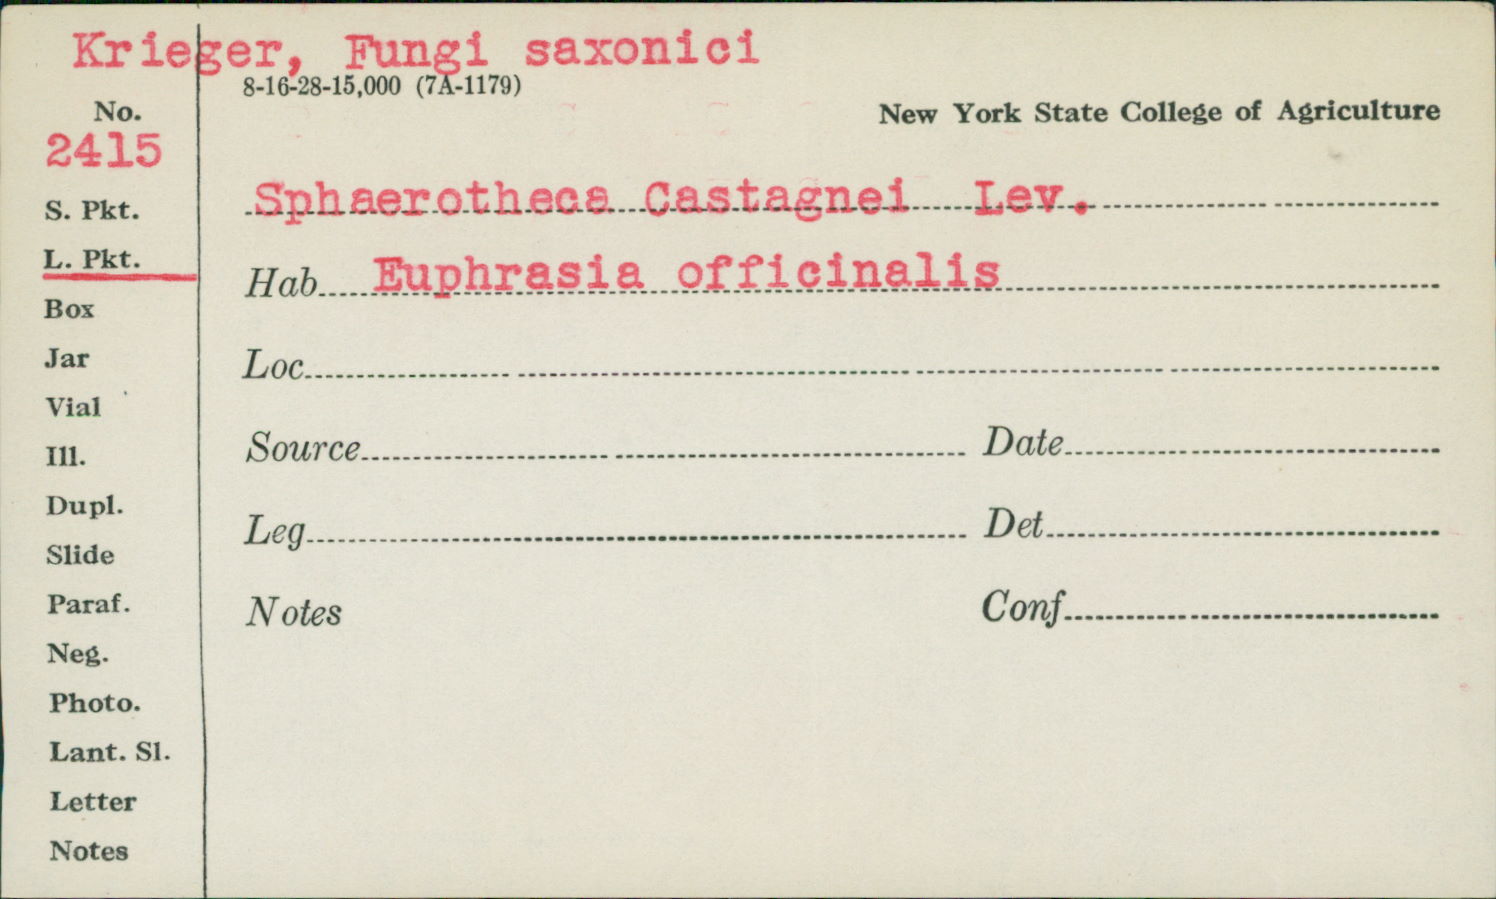 Krieger, Fungi saxonici
8-16-28-15,000 (7A-1179)
No.
New York State College of Agriculture
2415
Sphaerotheca Castagnei Lev.
S. Pkt.
L. Pkt.
Hab. Euphrasia officinalis
Box
Jar
Loc.
Vial
Source
Date
Ill.
Dupl.
Leg
Det
Slide
Paraf.
Notes
Conf
Neg.
Photo.
Lant. Sl.
Letter
Notes